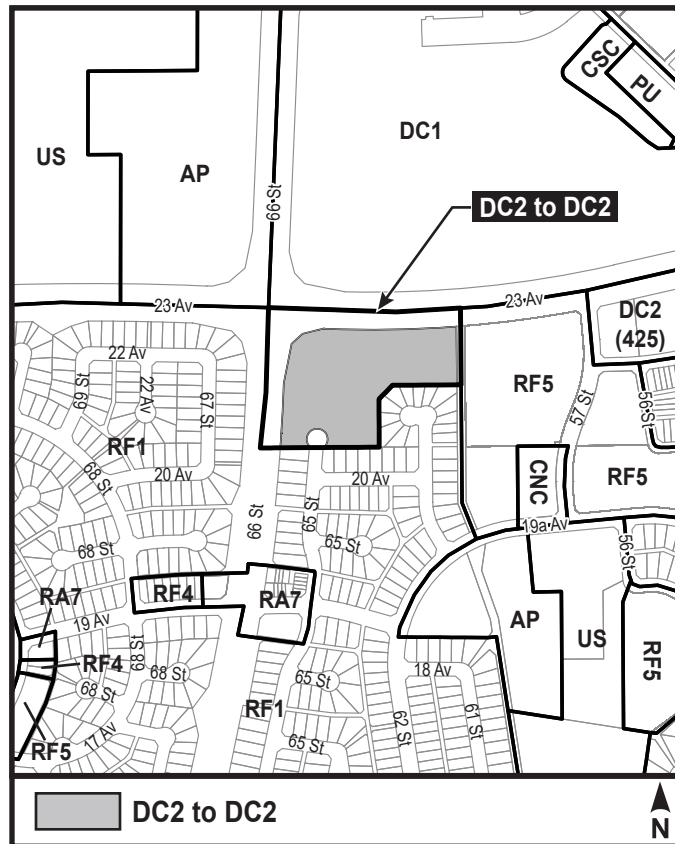 CSC
PU
DC1
US
AP
66 St
DC2 to DC2
23 Av
23 Av
DC2
(425)
22 Av
69 St
22 Av
67 St
RF5
57 St
56 St
RF1
68 St
20 Av
20 Av
CNC
RF5
66 St
65 St
19a Av
68 St
65 St
56 St
RA7
RF4
RA7
19 Av
68 St
AP
US
RF4
68 St
68 St
RF5
18 Av
65 St
RF1
62 St
61 St
RF5
17 Av
65 St
DC2 to DC2
N